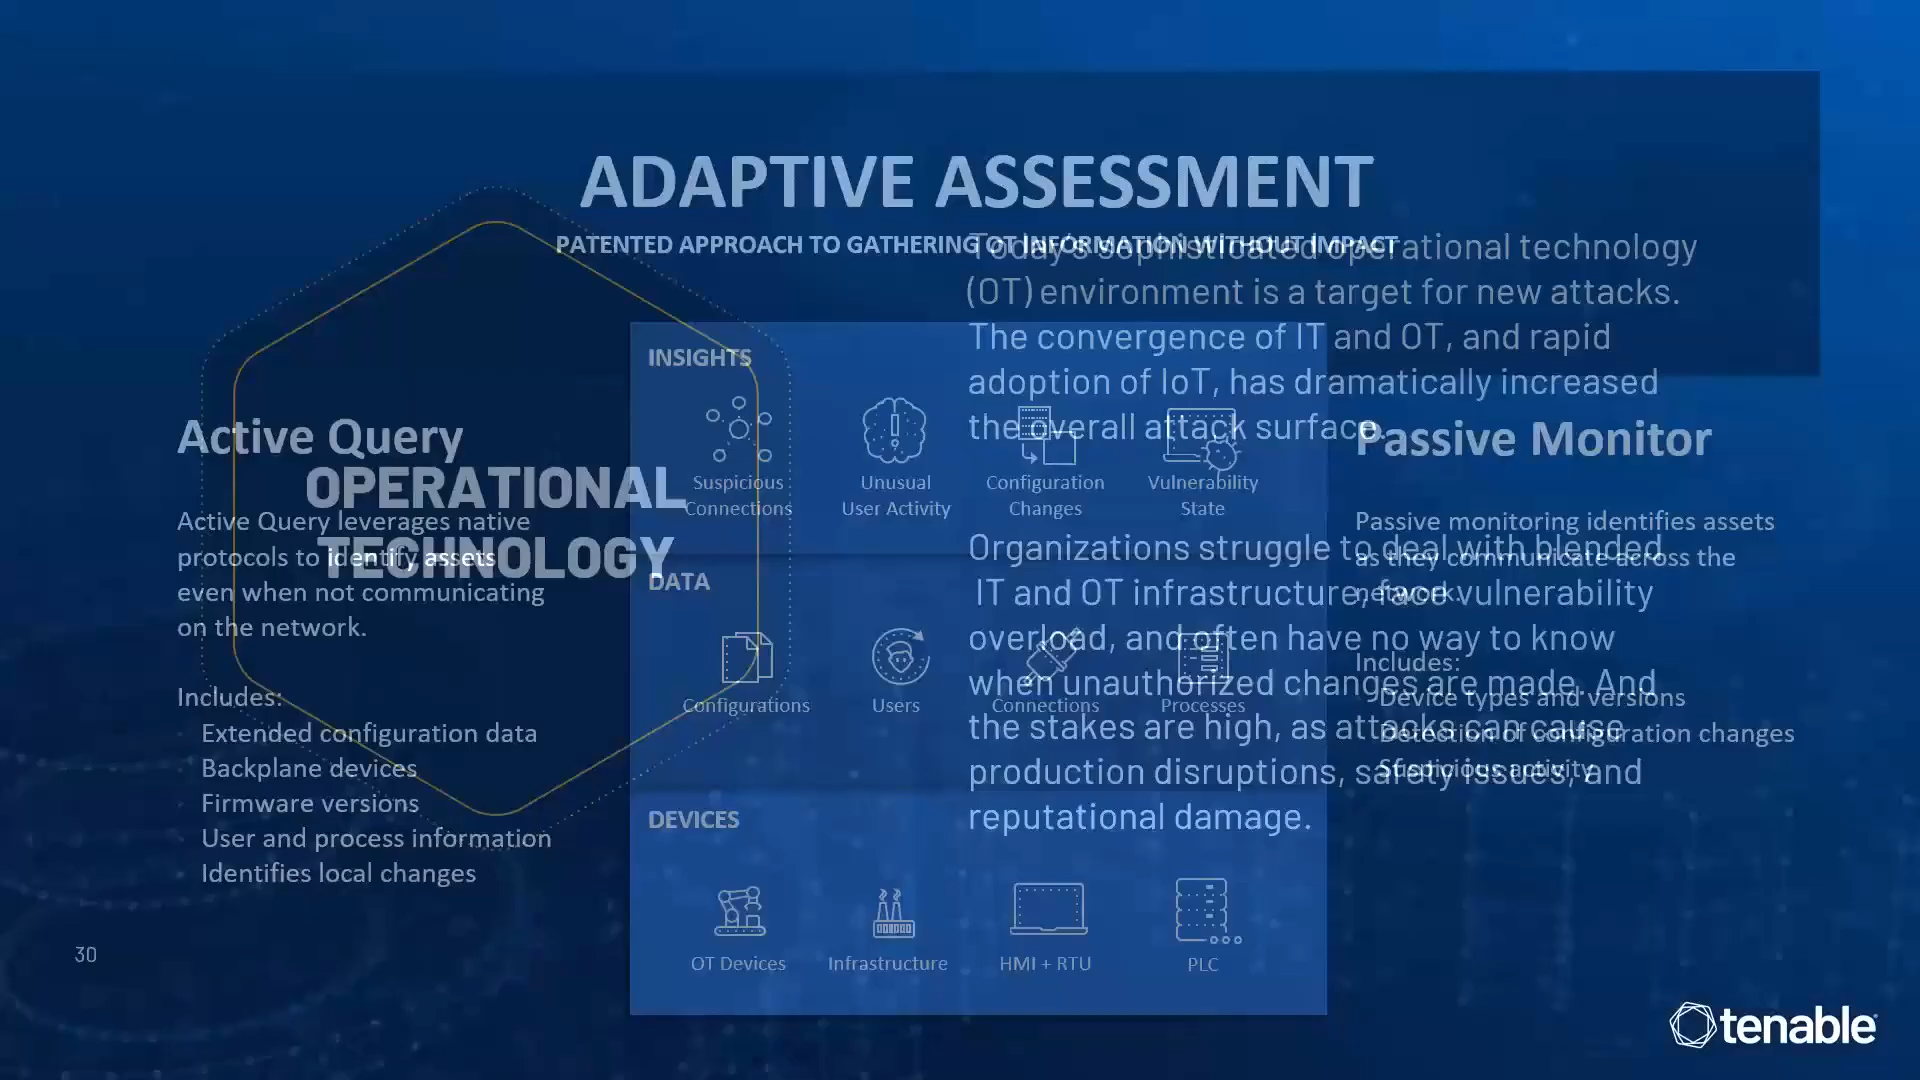 ADAPTIVE ASSESSMENT
PATENTED APPROACH TO GATHERING OT INFORMATION WITHOUT IMPACT
Today's sophisticated operational technology
(OT) environment is a target for new attacks.
The convergence of IT and OT, and rapid
adoption of IoT, has dramatically increased
the overall attack surface.
Organizations struggle to deal with blended
IT and OT infrastructure, face vulnerability
overload, and often have no way to know
when unauthorized changes are made. And
the stakes are high, as attacks can cause
production disruptions, safety issues, and
reputational damage.
OPERATIONAL
TECHNOLOGY
Active Query
Active Query leverages native
protocols to identify assets
even when not communicating
on the network.
Includes:
Extended configuration data
Backplane devices
Firmware versions
User and process information
Identifies local changes
INSIGHTS
Suspicious
Connections
Unusual
User Activity
Configuration
Changes
Vulnerability
State
DATA
Configurations
Users
Connections
Processes
DEVICES
OT Devices
Infrastructure
HMI + RTU
PLC
Passive Monitor
Passive monitoring identifies assets
as they communicate across the
network.
Includes:
Device types and versions
Detection of configuration changes
Suspicious activity
30
tenable